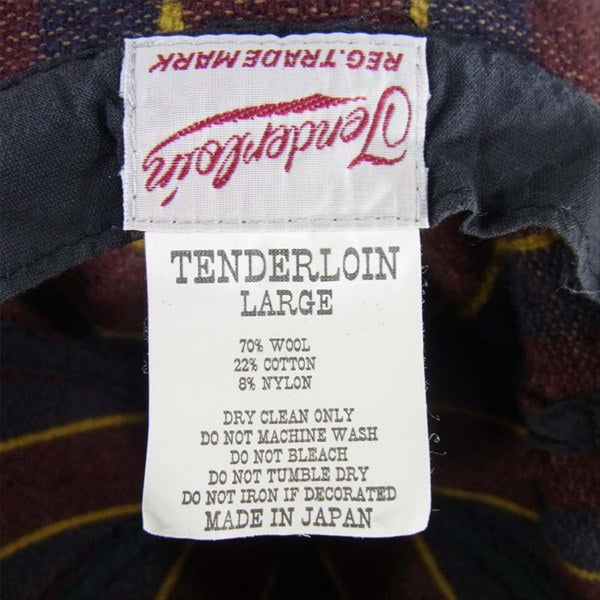 REG.TRADEMARK
Tenderloin
TENDERLOIN
LARGE
70% WOOL
22% COTTON
8% NYLON
DRY CLEAN ONLY
DO NOT MACHINE WASH
DO NOT BLEACH
DO NOT TUMBLE DRY
DO NOT IRON IF DECORATED
MADE IN JAPAN